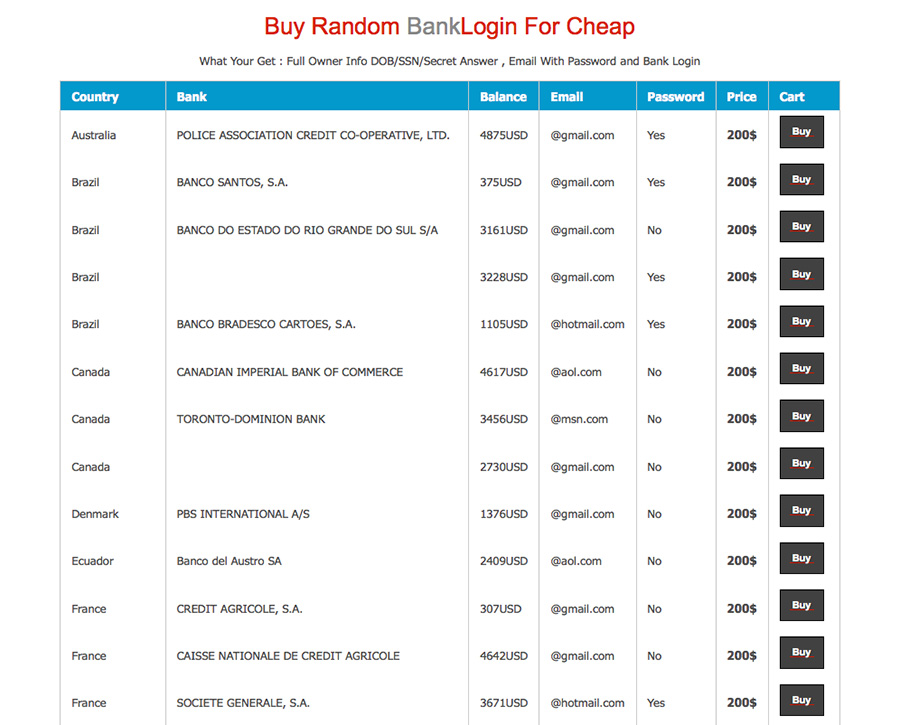 Buy Random BankLogin For Cheap
What Your Get : Full Owner Info DOB/SSN/Secret Answer , Email With Password and Bank Login
Country Bank Balance Email Password Price Cart
Australia POLICE ASSOCIATION CREDIT CO-OPERATIVE, LTD. 4875USD @gmail.com Yes 200$ Buy
Brazil BANCO SANTOS, S.A. 375USD @gmail.com Yes 200$ Buy
Brazil BANCO DO ESTADO DO RIO GRANDE DO SUL S/A 3161USD @gmail.com No 200$ Buy
Brazil 3228USD @gmail.com Yes 200$ Buy
Brazil BANCO BRADESCO CARTOES, S.A. 1105USD @hotmail.com Yes 200$ Buy
Canada CANADIAN IMPERIAL BANK OF COMMERCE 4617USD @aol.com No 200$ Buy
Canada TORONTO-DOMINION BANK 3456USD @msn.com No 200$ Buy
Canada 2730USD @gmail.com No 200$ Buy
Denmark PBS INTERNATIONAL A/S 1376USD @gmail.com No 200$ Buy
Ecuador Banco del Austro SA 2409USD @aol.com No 200$ Buy
France CREDIT AGRICOLE, S.A. 307USD @gmail.com No 200$ Buy
France CAISSE NATIONALE DE CREDIT AGRICOLE 4642USD @gmail.com No 200$ Buy
France SOCIETE GENERALE, S.A. 3671USD @hotmail.com Yes 200$ Buy